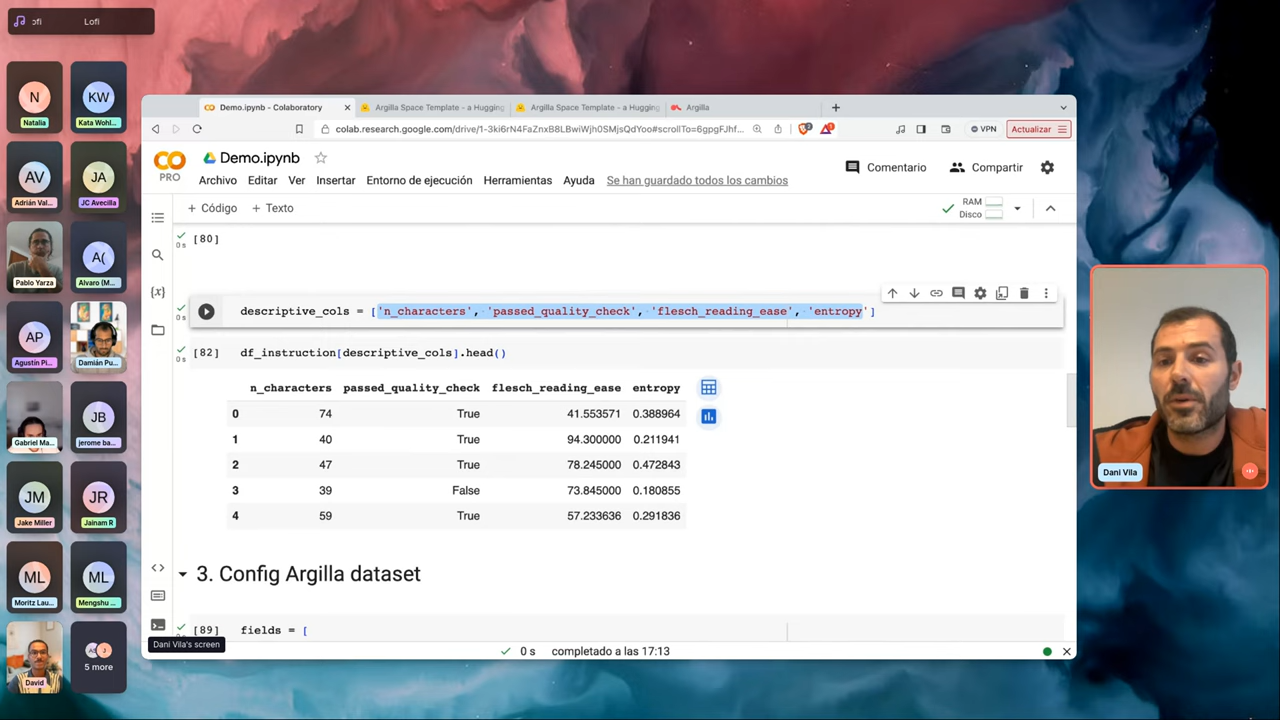 ofi Lofi
N
Natalia
KW
Kata Wohl...
AV
Adrián Val...
JA
JC Avecilla
Pablo Yarza
A(
Alvaro (M...
AP
Agustín Pi...
Damián Pu...
Gabriel Ma...
JB
jerome ba...
JM
Jake Miller
JR
Jainam R
ML
Moritz Lau...
ML
Mengshu ...
David
J
5 more
Demo.ipynb - Colaboratory
Argilla Space Template - a Hugging
Argilla Space Template - a Hugging
Argilla
colab.research.google.com/drive/1-3ki6rN4FaZnxB8LBwiWjh0SMjsQdYoo#scrollTo=6gpgFJhf...
VPN
Actualizar
PRO
Demo.ipynb
Comentario
Compartir
Archivo Editar Ver Insertar Entorno de ejecución Herramientas Ayuda Se han guardado todos los cambios
+ Código + Texto
RAM
Disco
{x}
0 s
[80]
0 s
descriptive_cols = ['n_characters', 'passed_quality_check', 'flesch_reading_ease', 'entropy']
0 s
[82] df_instruction[descriptive_cols].head()
n_characters passed_quality_check flesch_reading_ease entropy
0 74 True 41.553571 0.388964
1 40 True 94.300000 0.211941
2 47 True 78.245000 0.472843
3 39 False 73.845000 0.180855
4 59 True 57.233636 0.291836
3. Config Argilla dataset
0 s
[89] fields = [
Dani Vila's screen
0 s completado a las 17:13
Dani Vila